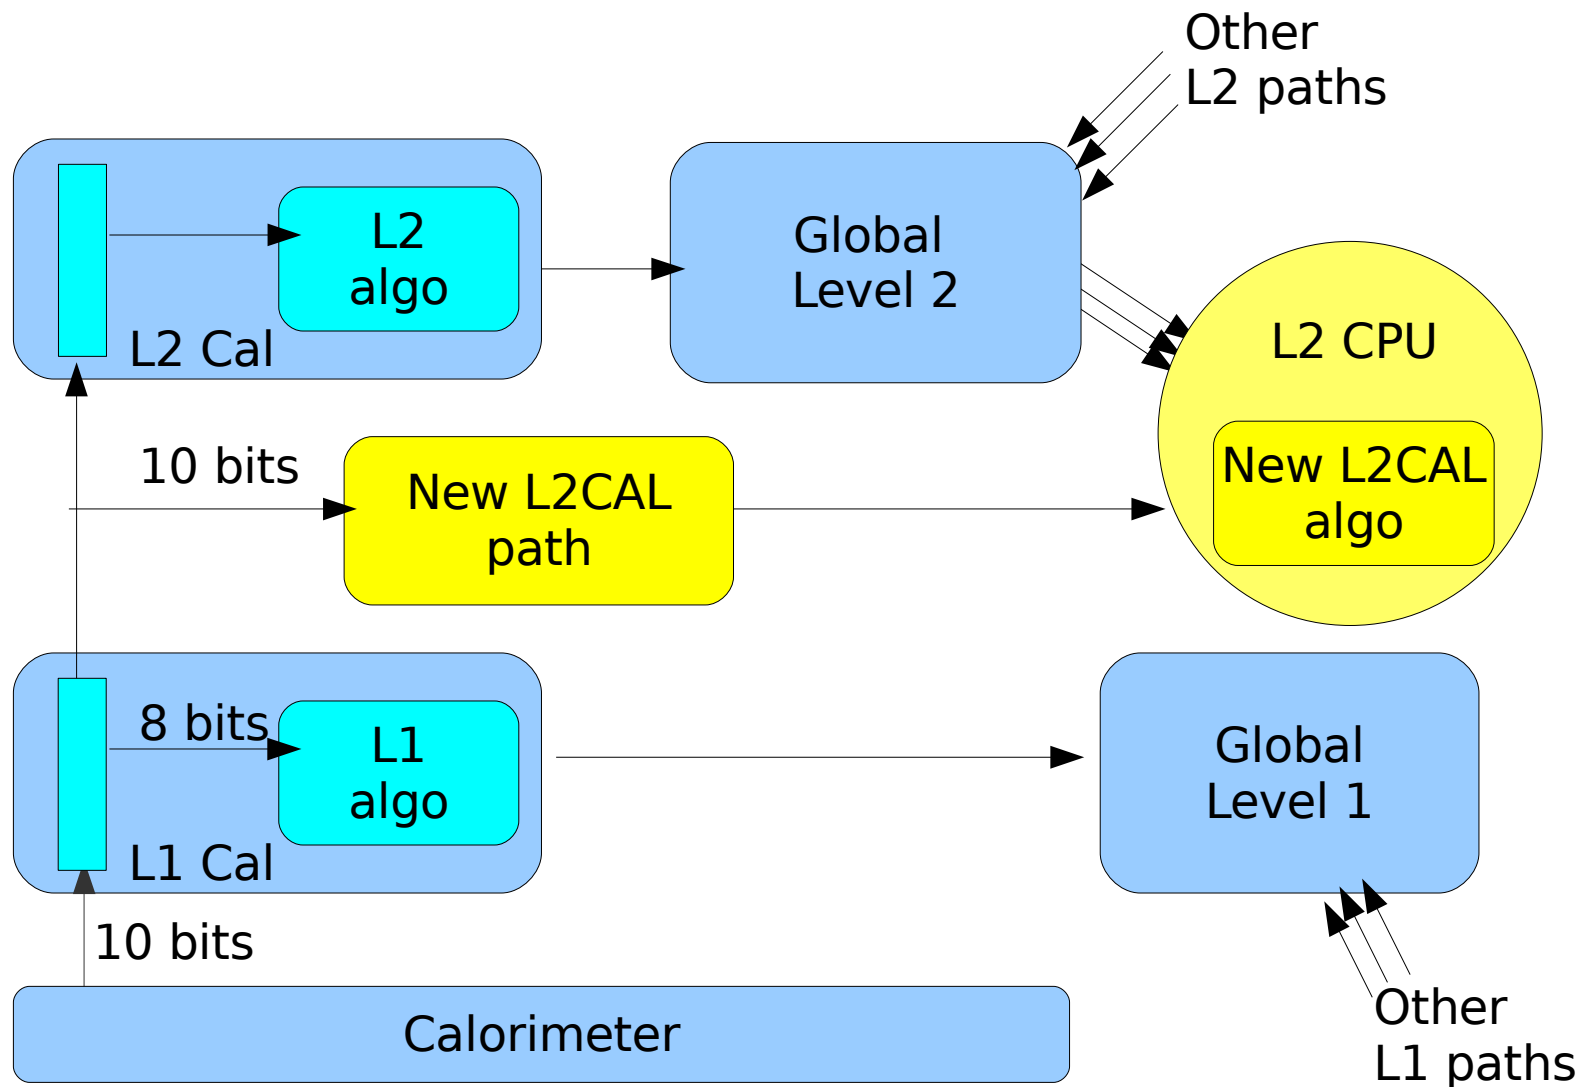 Other
L2 paths
L2
algo
L2 Cal
Global
Level 2
L2 CPU
10 bits
New L2CAL
path
New L2CAL
algo
8 bits
L1
algo
L1 Cal
Global
Level 1
10 bits
Calorimeter
Other
L1 paths